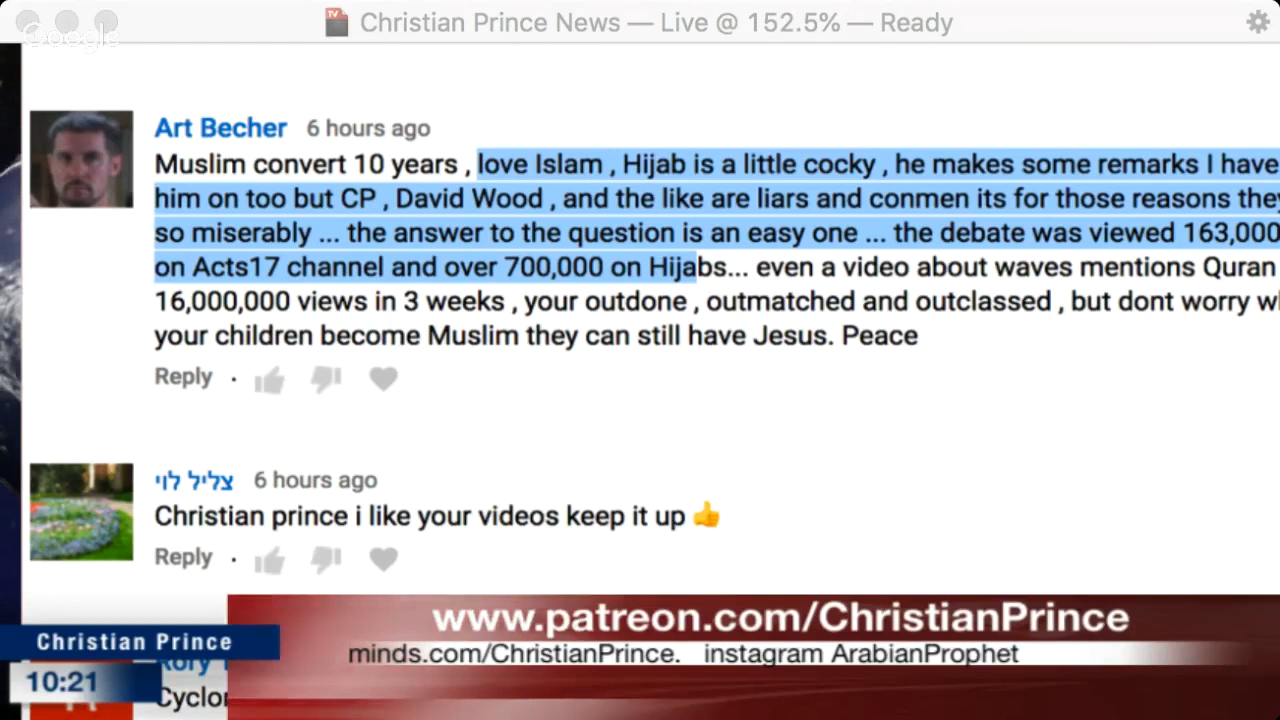 Christian Prince News — Live @ 152.5% — Ready
Google
Art Becher 6 hours ago
Muslim convert 10 years , love Islam , Hijab is a little cocky , he makes some remarks I have
him on too but CP , David Wood , and the like are liars and conmen its for those reasons they
so miserably ... the answer to the question is an easy one ... the debate was viewed 163,000
on Acts17 channel and over 700,000 on Hijabs... even a video about waves mentions Quran
16,000,000 views in 3 weeks , your outdone , outmatched and outclassed , but dont worry
your children become Muslim they can still have Jesus. Peace
Reply
צליל לוי 6 hours ago
Christian prince i like your videos keep it up 👍
Reply
www.patreon.com/ChristianPrince
Christian Prince
minds.com/ChristianPrince. instagram ArabianProphet
10:21